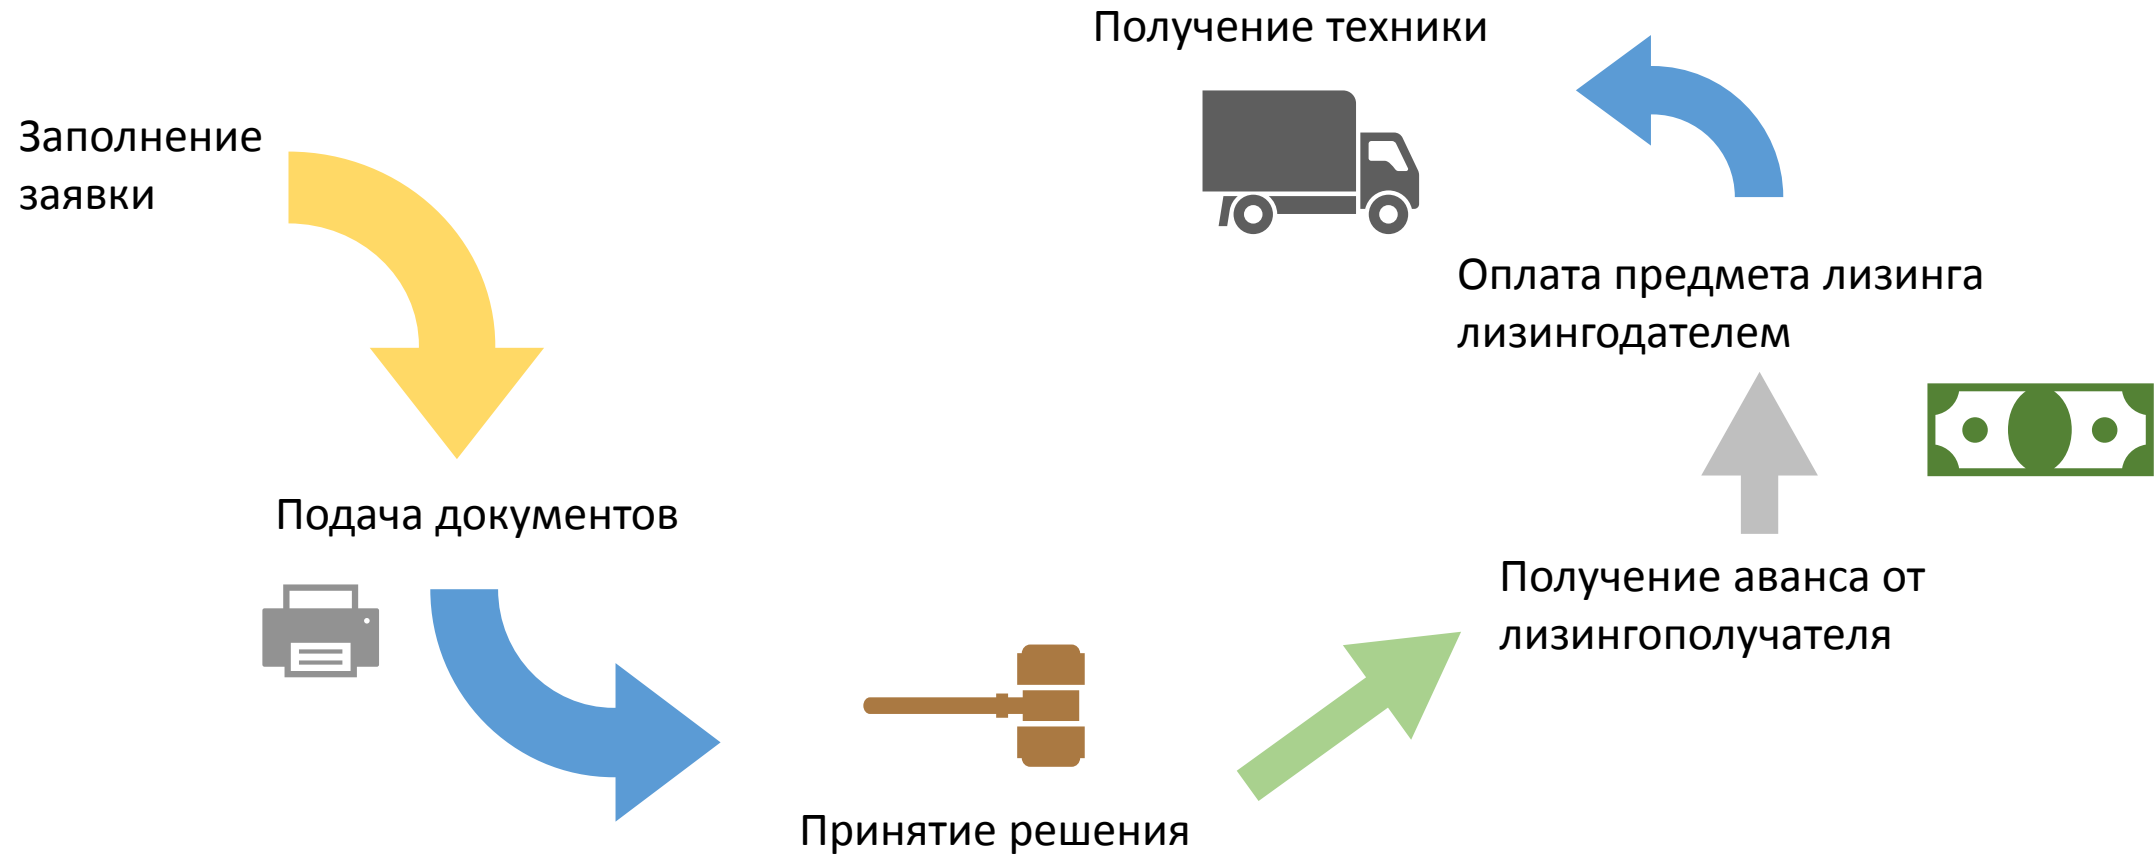 Заполнение
заявки
Подача документов
Принятие решения
Получение аванса от
лизингополучателя
Оплата предмета лизинга
лизингодателем
Получение техники